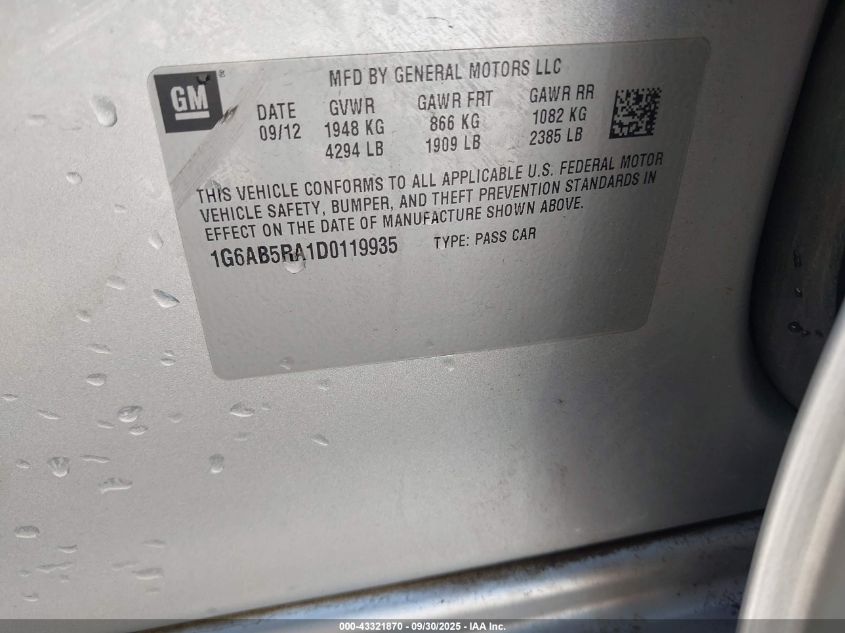 GM®
MFD BY GENERAL MOTORS LLC
DATE GVWR GAWR FRT GAWR RR
09/12 1948 KG 866 KG 1082 KG
4294 LB 1909 LB 2385 LB
THIS VEHICLE CONFORMS TO ALL APPLICABLE U.S. FEDERAL MOTOR
VEHICLE SAFETY, BUMPER, AND THEFT PREVENTION STANDARDS IN
EFFECT ON THE DATE OF MANUFACTURE SHOWN ABOVE.
1G6AB5RA1D0119935 TYPE: PASS CAR
000-43321870 - 09/30/2025 - IAA Inc.